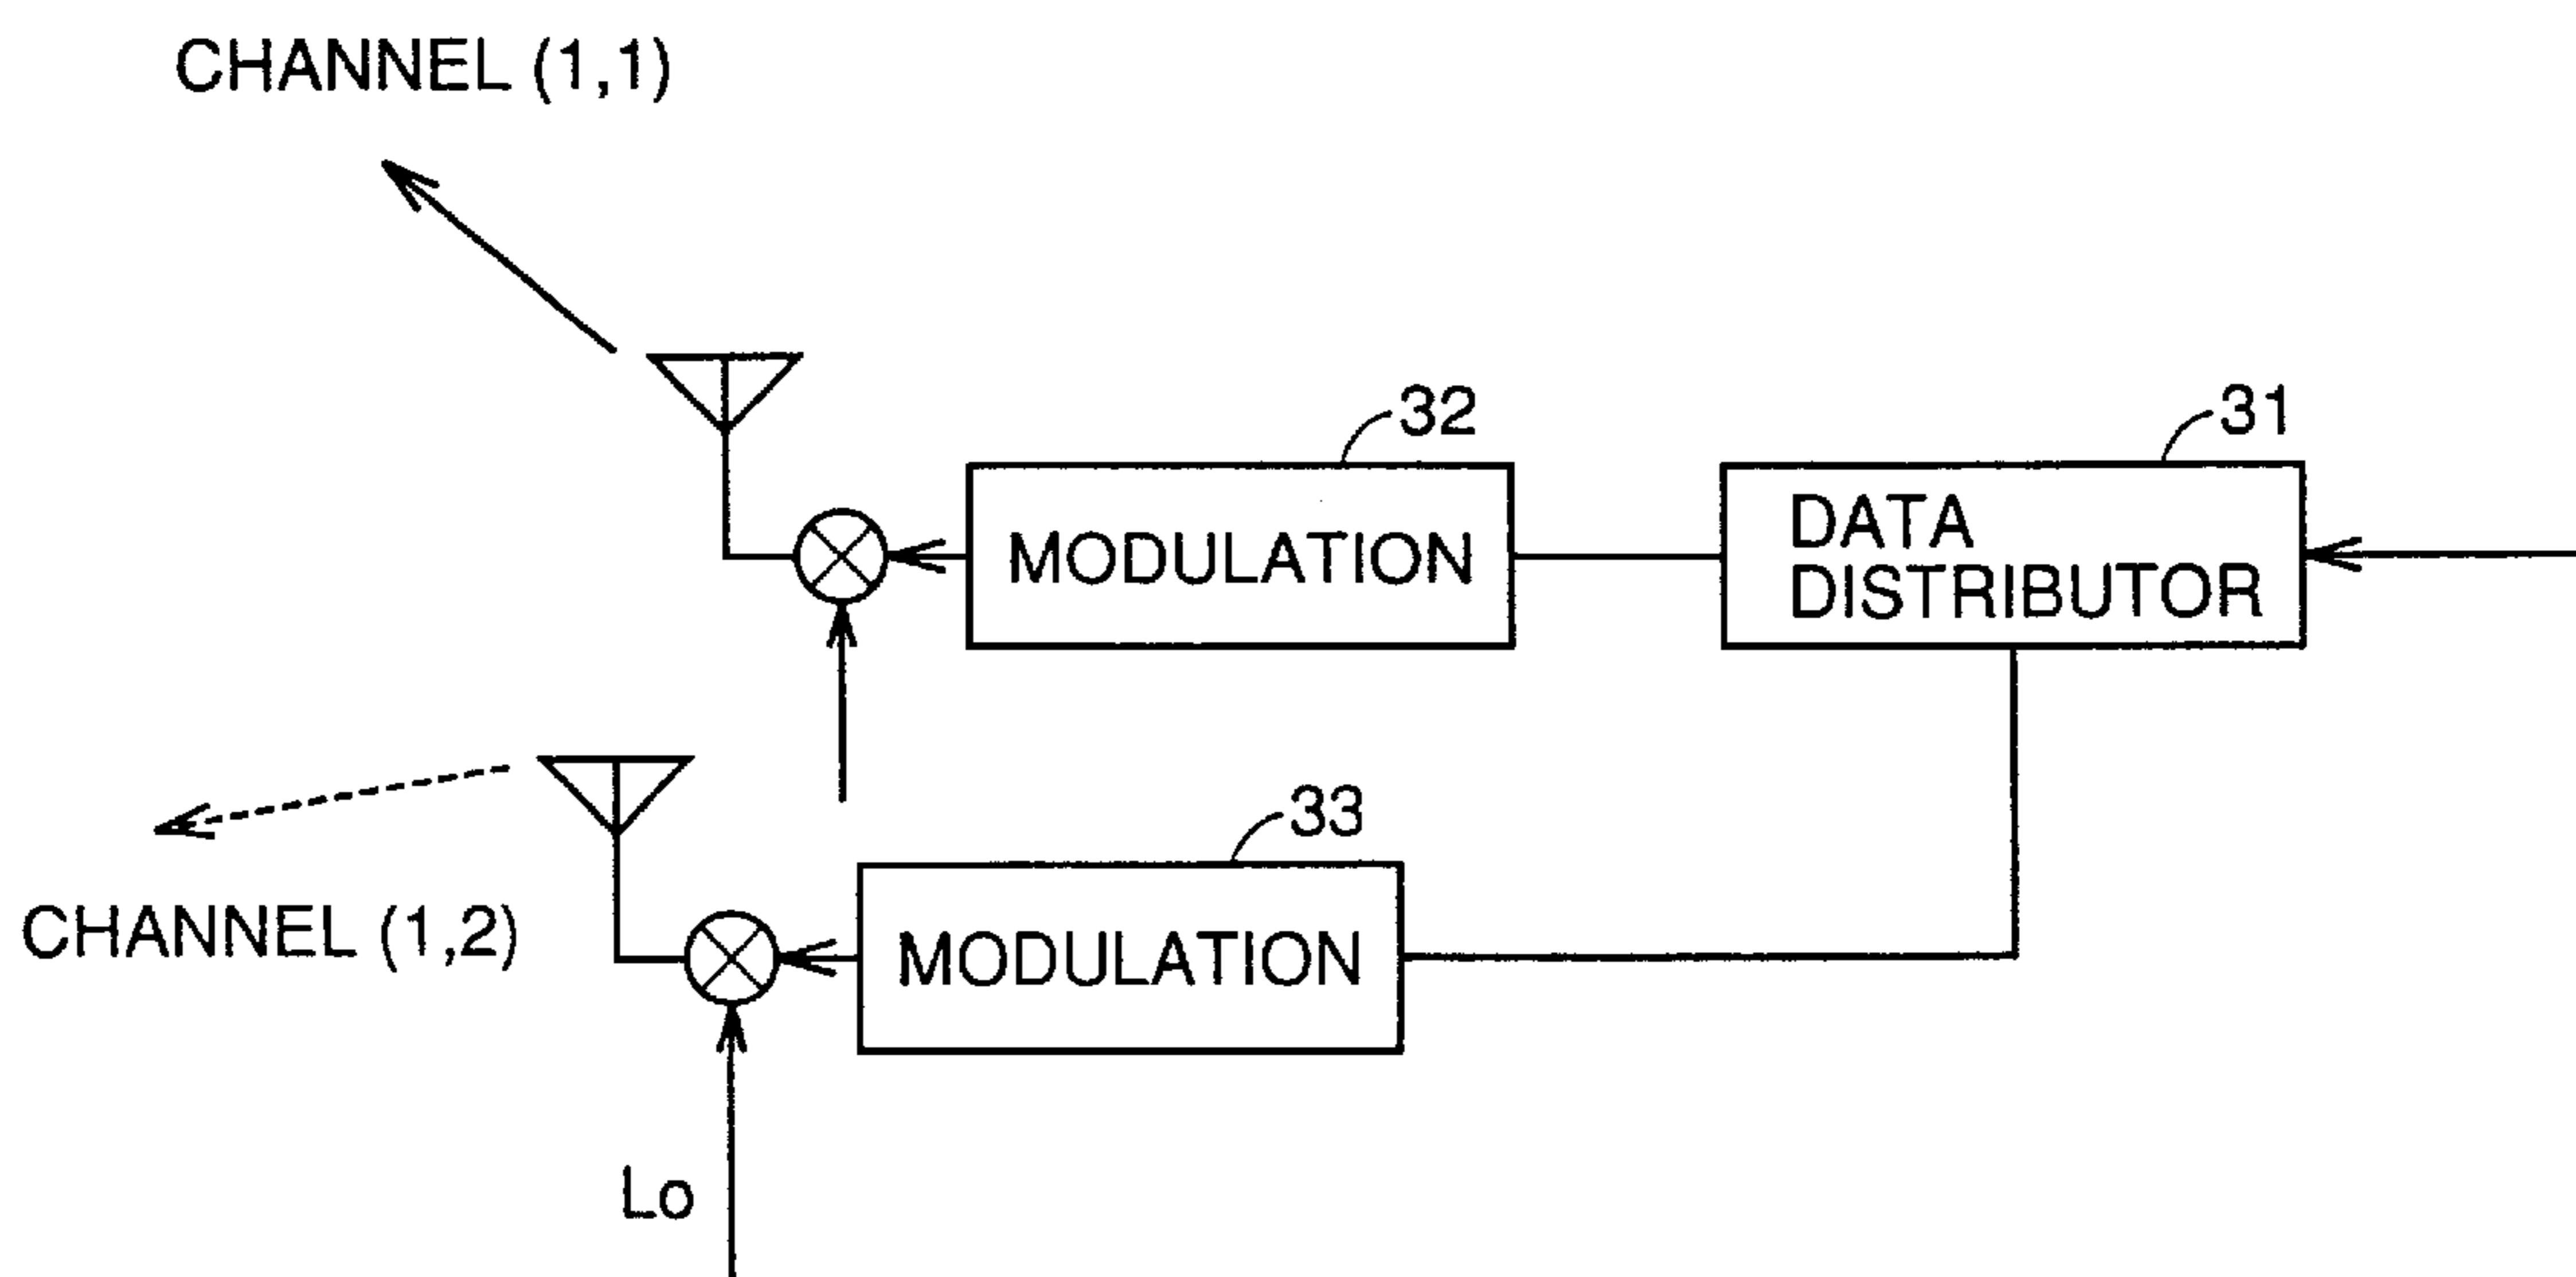 CHANNEL (1,1)
32
31
MODULATION
DATA
DISTRIBUTOR
33
CHANNEL (1,2)
MODULATION
Lo